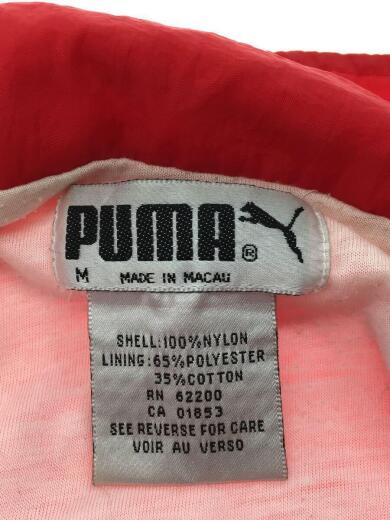 PUMA®
M MADE IN MACAU
SHELL:100%NYLON
LINING:65%POLYESTER
35%COTTON
RN 62200
CA 01853
SEE REVERSE FOR CARE
VOIR AU VERSO